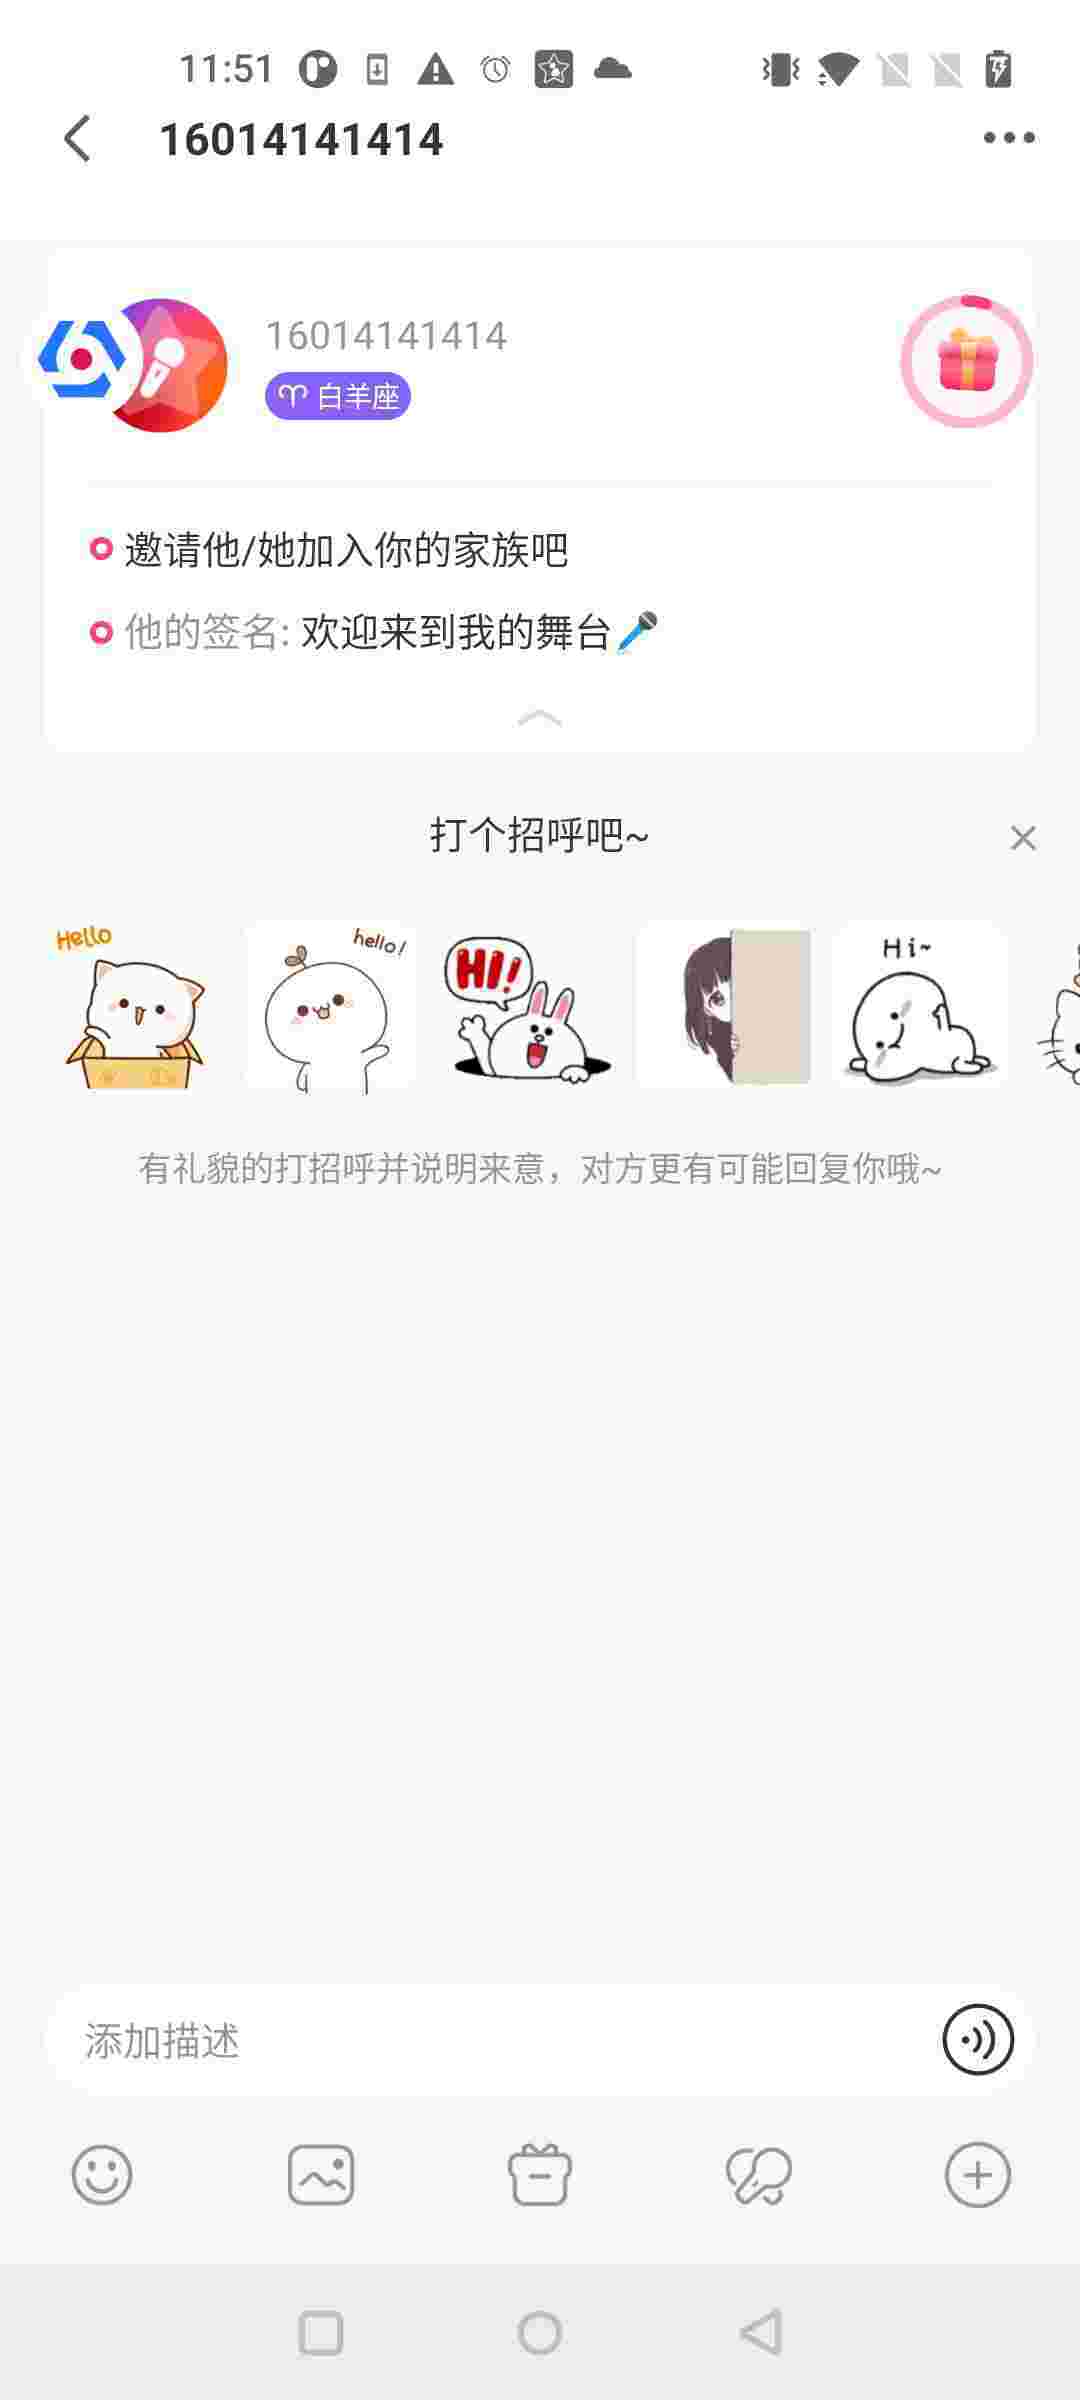 11:51
16014141414
16014141414
白羊座
邀请他/她加入你的家族吧
他的签名: 欢迎来到我的舞台🎤
打个招呼吧~
Hello
hello!
HI!
Hi~
有礼貌的打招呼并说明来意，对方更有可能回复你哦~
添加描述